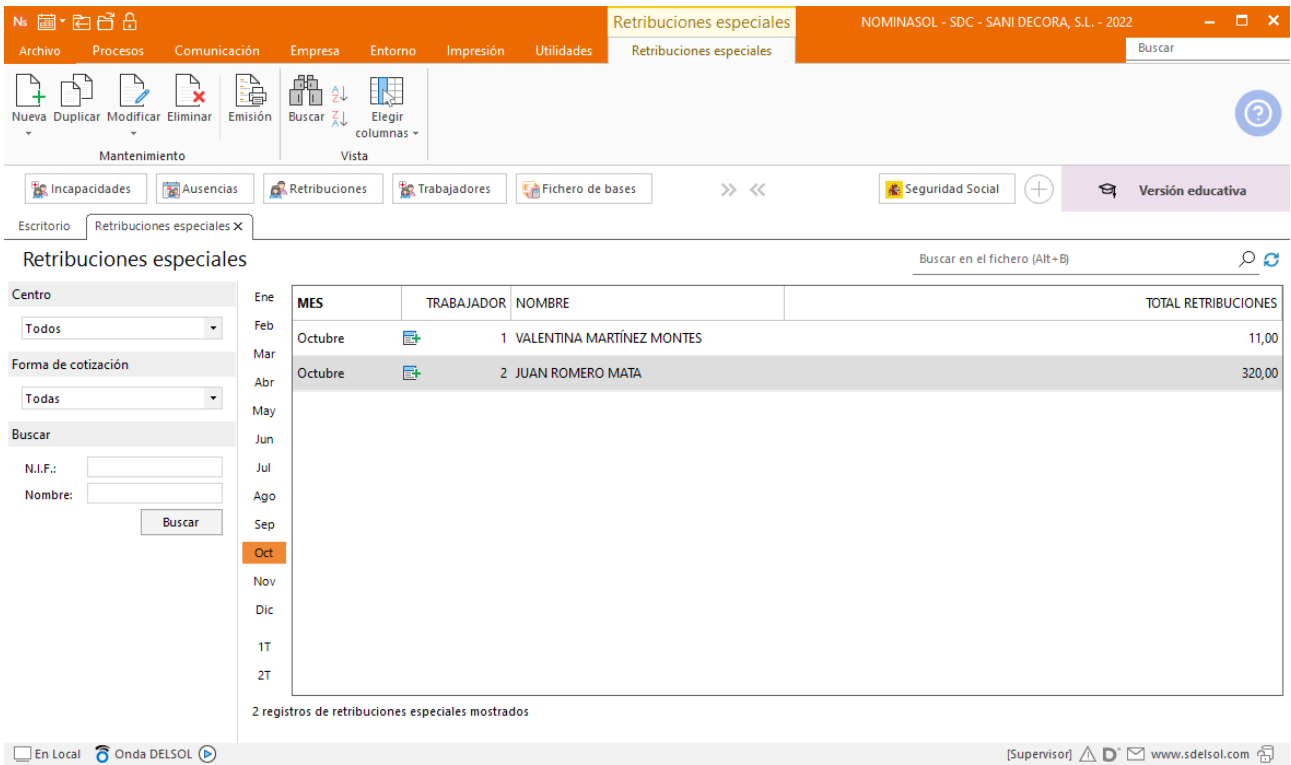 Ns
Retribuciones especiales
NOMINASOL - SDC - SANI DECORA, S.L. - 2022
Archivo Procesos Comunicación Empresa Entorno Impresión Utilidades Retribuciones especiales Buscar
Nueva Duplicar Modificar Eliminar Emisión Buscar Elegir columnas
Mantenimiento Vista
Incapacidades Ausencias Retribuciones Trabajadores Fichero de bases Seguridad Social Versión educativa
Escritorio Retribuciones especiales X
Retribuciones especiales Buscar en el fichero (Alt+B)
Centro
Todos
Forma de cotización
Todas
Buscar
N.I.F.:
Nombre:
Buscar
Ene
Feb
Mar
Abr
May
Jun
Jul
Ago
Sep
Oct
Nov
Dic
1T
2T
MES TRABAJADOR NOMBRE TOTAL RETRIBUCIONES
Octubre 1 VALENTINA MARTÍNEZ MONTES 11,00
Octubre 2 JUAN ROMERO MATA 320,00
2 registros de retribuciones especiales mostrados
En Local Onda DELSOL [Supervisor] D www.sdelsol.com